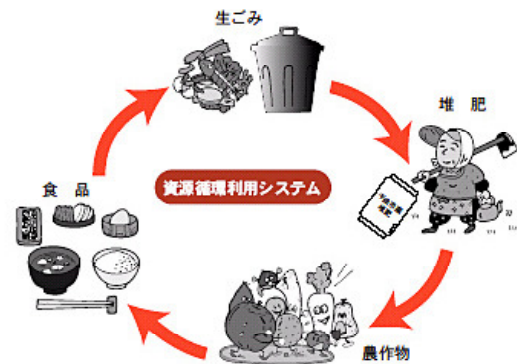 生ごみ
堆 肥
資源循環利用システム
食 品
農作物